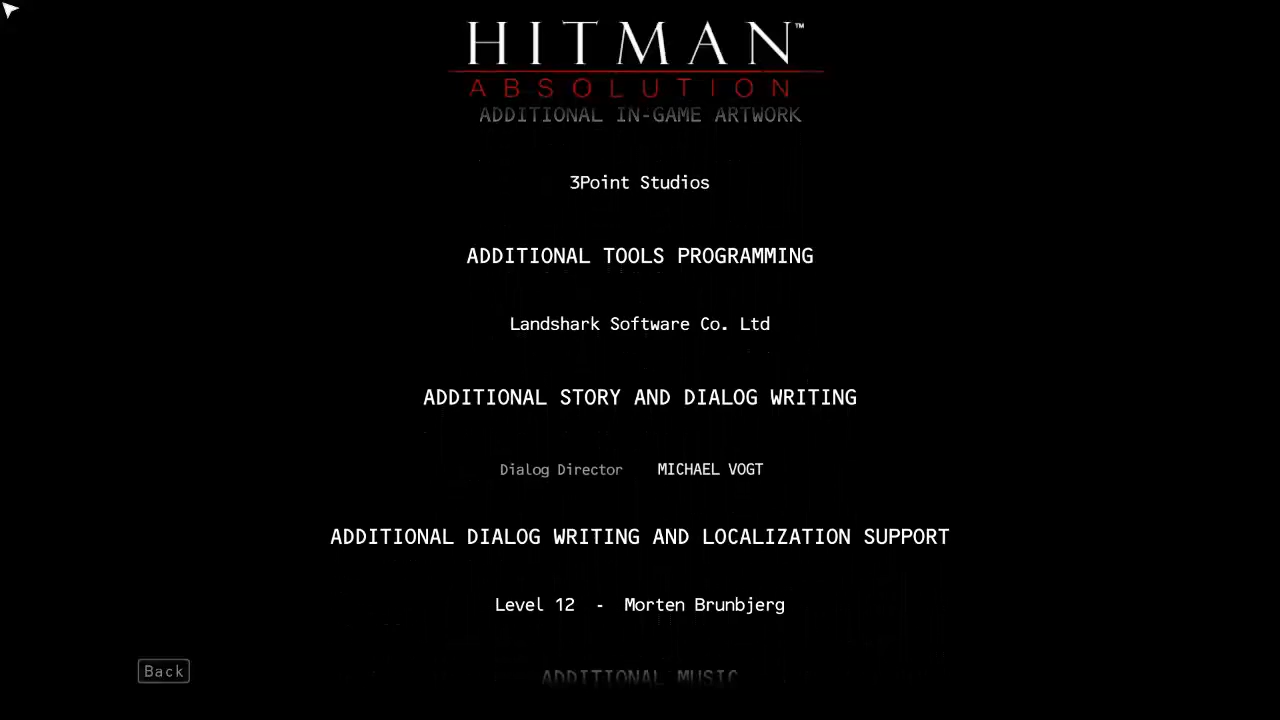 HITMAN™
ABSOLUTION
ADDITIONAL IN-GAME ARTWORK
3Point Studios
ADDITIONAL TOOLS PROGRAMMING
Landshark Software Co. Ltd
ADDITIONAL STORY AND DIALOG WRITING
Dialog Director MICHAEL VOGT
ADDITIONAL DIALOG WRITING AND LOCALIZATION SUPPORT
Level 12 - Morten Brunbjerg
Back
ADDITIONAL MUSIC